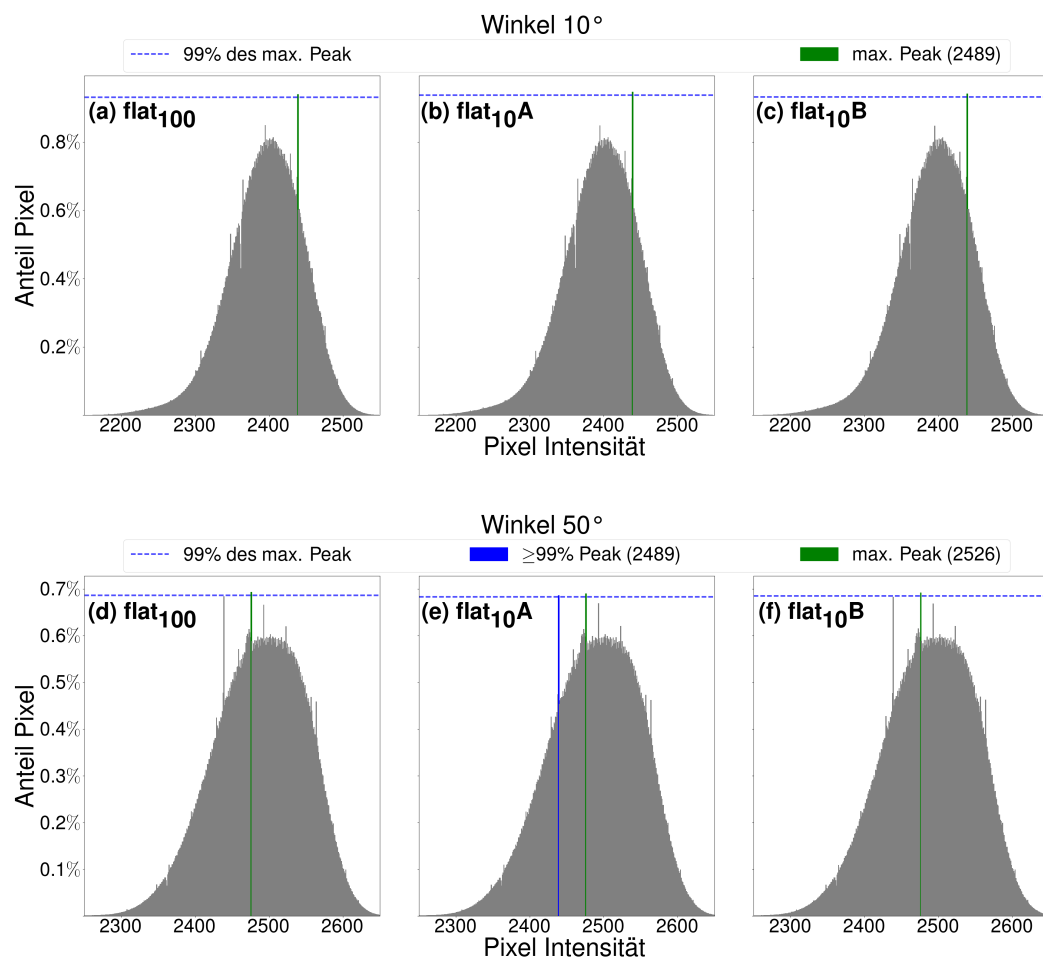 Winkel 10°
99% des max. Peak
max. Peak (2489)
(a) flat100
(b) flat10A
(c) flat10B
0.8%
0.6%
0.4%
0.2%
Anteil Pixel
2200 2300 2400 2500
2200 2300 2400 2500
2200 2300 2400 2500
Pixel Intensität
Winkel 50°
99% des max. Peak
≥99% Peak (2489)
max. Peak (2526)
(d) flat100
(e) flat10A
(f) flat10B
0.7%
0.6%
0.5%
0.4%
0.3%
0.2%
0.1%
Anteil Pixel
2300 2400 2500 2600
2300 2400 2500 2600
2300 2400 2500 2600
Pixel Intensität